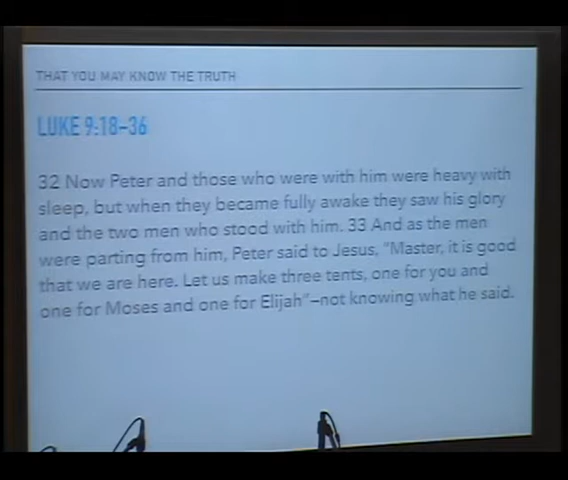 THAT YOU MAY KNOW THE TRUTH
LUKE 9:18–36
32 Now Peter and those who were with him were heavy with
sleep, but when they became fully awake they saw his glory
and the two men who stood with him. 33 And as the men
were parting from him, Peter said to Jesus, “Master, it is good
that we are here. Let us make three tents, one for you and
one for Moses and one for Elijah”–not knowing what he said.